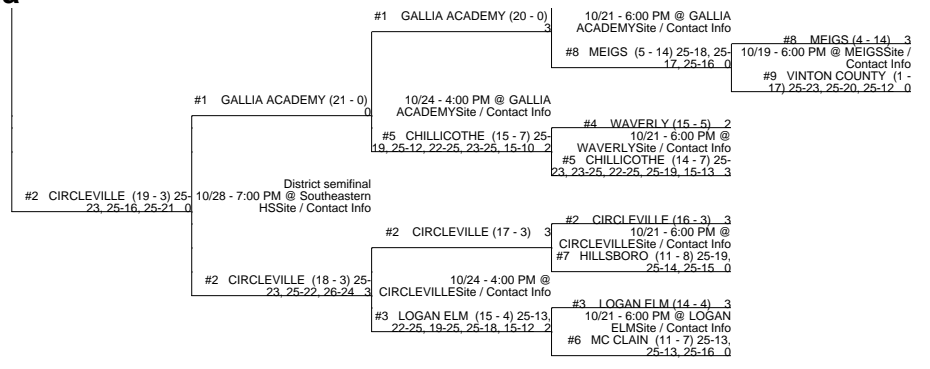 #1 GALLIA ACADEMY (20 - 0)
3
10/21 - 6:00 PM @ GALLIA
ACADEMYSite / Contact Info
#8 MEIGS (5 - 14) 25-18, 25-
17, 25-16 0
#8 MEIGS (4 - 14) 3
10/19 - 6:00 PM @ MEIGSSite /
Contact Info
#9 VINTON COUNTY (1 -
17) 25-23, 25-20, 25-12 0
#1 GALLIA ACADEMY (21 - 0)
0
10/24 - 4:00 PM @ GALLIA
ACADEMYSite / Contact Info
#5 CHILLICOTHE (15 - 7) 25-
19, 25-12, 22-25, 23-25, 15-10 2
#4 WAVERLY (15 - 5) 2
10/21 - 6:00 PM @
WAVERLYSite / Contact Info
#5 CHILLICOTHE (14 - 7) 25-
23, 23-25, 22-25, 25-19, 15-13 3
#2 CIRCLEVILLE (19 - 3) 25-
23, 25-16, 25-21 0
District semifinal
10/28 - 7:00 PM @ Southeastern
HSSite / Contact Info
#2 CIRCLEVILLE (17 - 3) 3
#2 CIRCLEVILLE (16 - 3) 3
10/21 - 6:00 PM @
CIRCLEVILLESite / Contact Info
#7 HILLSBORO (11 - 8) 25-19,
25-14, 25-15 0
#2 CIRCLEVILLE (18 - 3) 25-
23, 25-22, 26-24 3
10/24 - 4:00 PM @
CIRCLEVILLESite / Contact Info
#3 LOGAN ELM (15 - 4) 25-13,
22-25, 19-25, 25-18, 15-12 2
#3 LOGAN ELM (14 - 4) 3
10/21 - 6:00 PM @ LOGAN
ELMSite / Contact Info
#6 MC CLAIN (11 - 7) 25-13,
25-13, 25-16 0